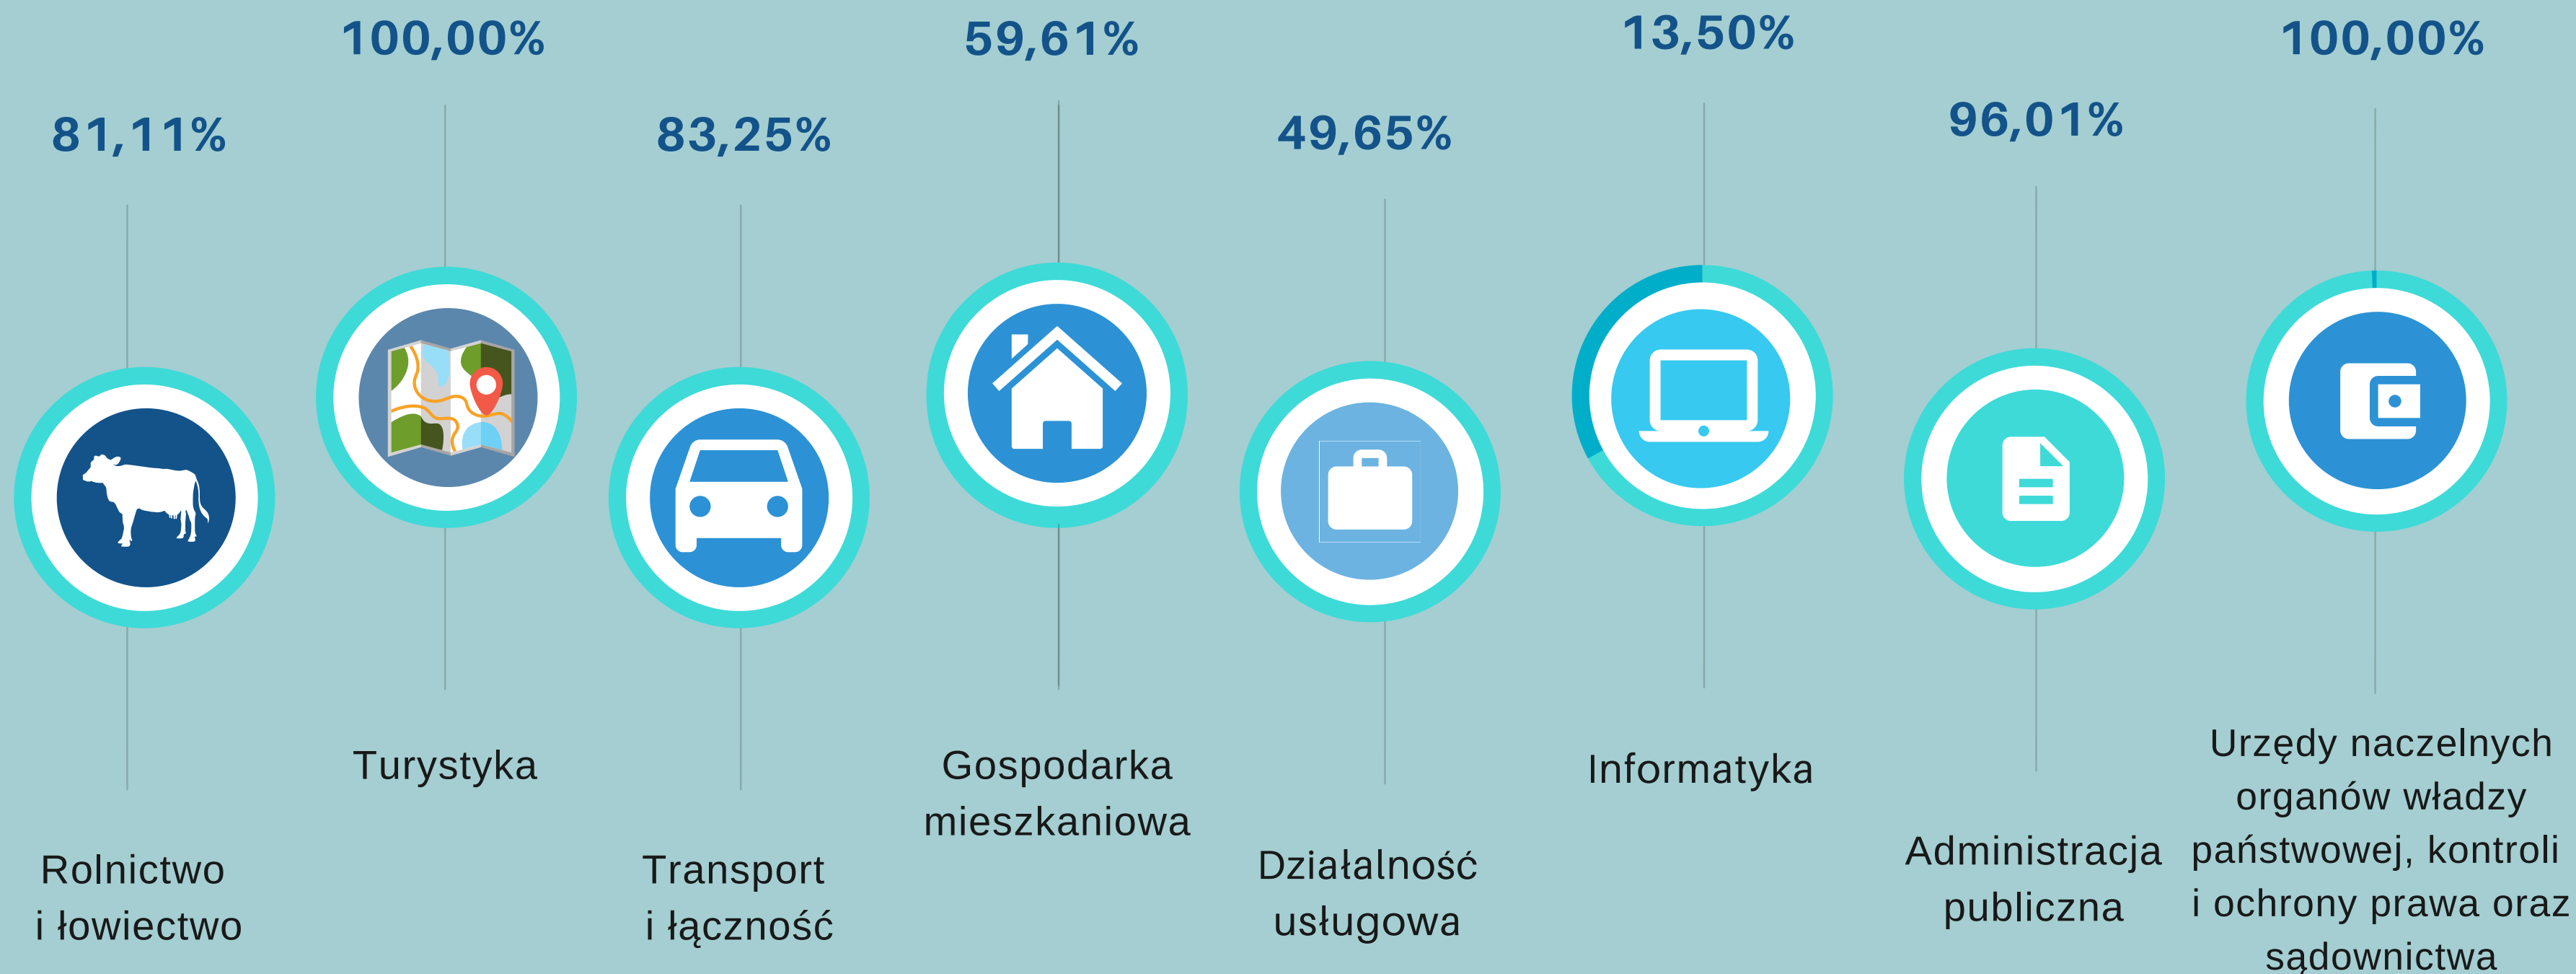 81,11%
Rolnictwo
i łowiectwo
100,00%
Turystyka
83,25%
Transport
i łączność
59,61%
Gospodarka
mieszkaniowa
49,65%
Działalność
usługowa
13,50%
Informatyka
96,01%
Administracja
publiczna
100,00%
Urzędy naczelnych
organów władzy
państwowej, kontroli
i ochrony prawa oraz
sądownictwa